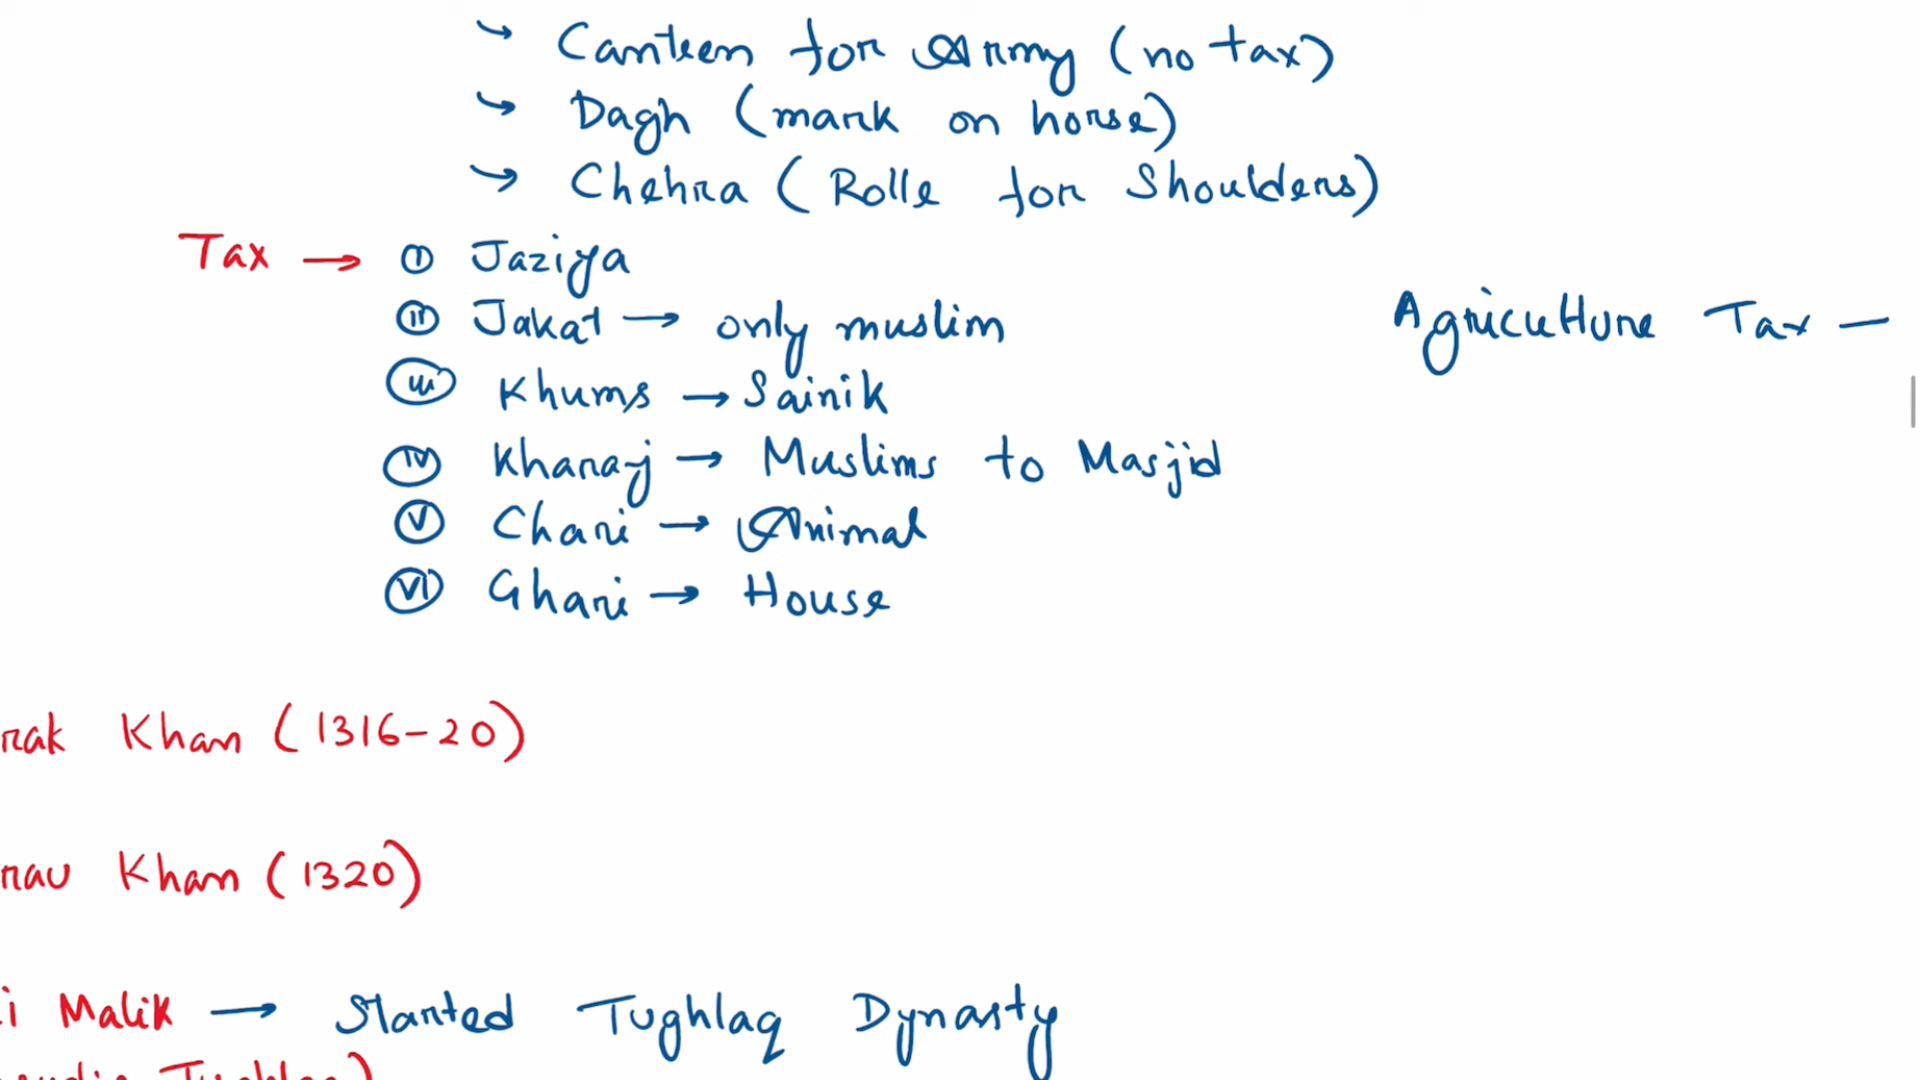 ↳ Canteen for Army (no tax)
↳ Dagh (mark on horse)
↳ Chehra (Rolle for Shoulders)
Tax → ① Jaziya
ⅱ Jakat → only muslim
ⅲ Khums → Sainik
ⅳ Kharaj → Muslims to Masjid
ⅴ Chari → Animal
ⅵ Ghari → House
Agriculture Tax —
rak Khan (1316-20)
rau Khan (1320)
i Malik → Started Tughlaq Dynasty